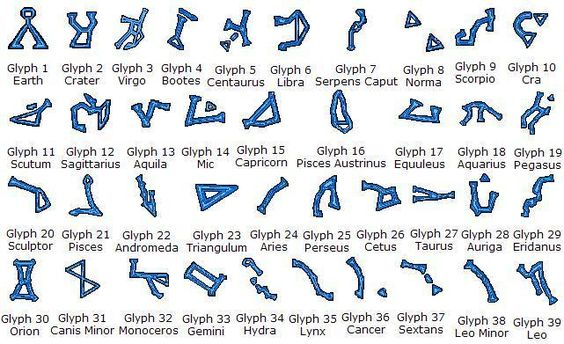 Glyph 1 Glyph 2 Glyph 3 Glyph 4 Glyph 5 Glyph 6 Glyph 7 Glyph 8 Glyph 9 Glyph 10
Earth Crater Virgo Bootes Centaurus Libra Serpens Caput Norma Scorpio Cra
Glyph 11 Glyph 12 Glyph 13 Glyph 14 Glyph 15 Glyph 16 Glyph 17 Glyph 18 Glyph 19
Scutum Sagittarius Aquila Mic Capricorn Pisces Austrinus Equuleus Aquarius Pegasus
Glyph 20 Glyph 21 Glyph 22 Glyph 23 Glyph 24 Glyph 25 Glyph 26 Glyph 27 Glyph 28 Glyph 29
Sculptor Pisces Andromeda Triangulum Aries Perseus Cetus Taurus Auriga Eridanus
Glyph 30 Glyph 31 Glyph 32 Glyph 33 Glyph 34 Glyph 35 Glyph 36 Glyph 37 Glyph 38 Glyph 39
Orion Canis Minor Monoceros Gemini Hydra Lynx Cancer Sextans Leo Minor Leo